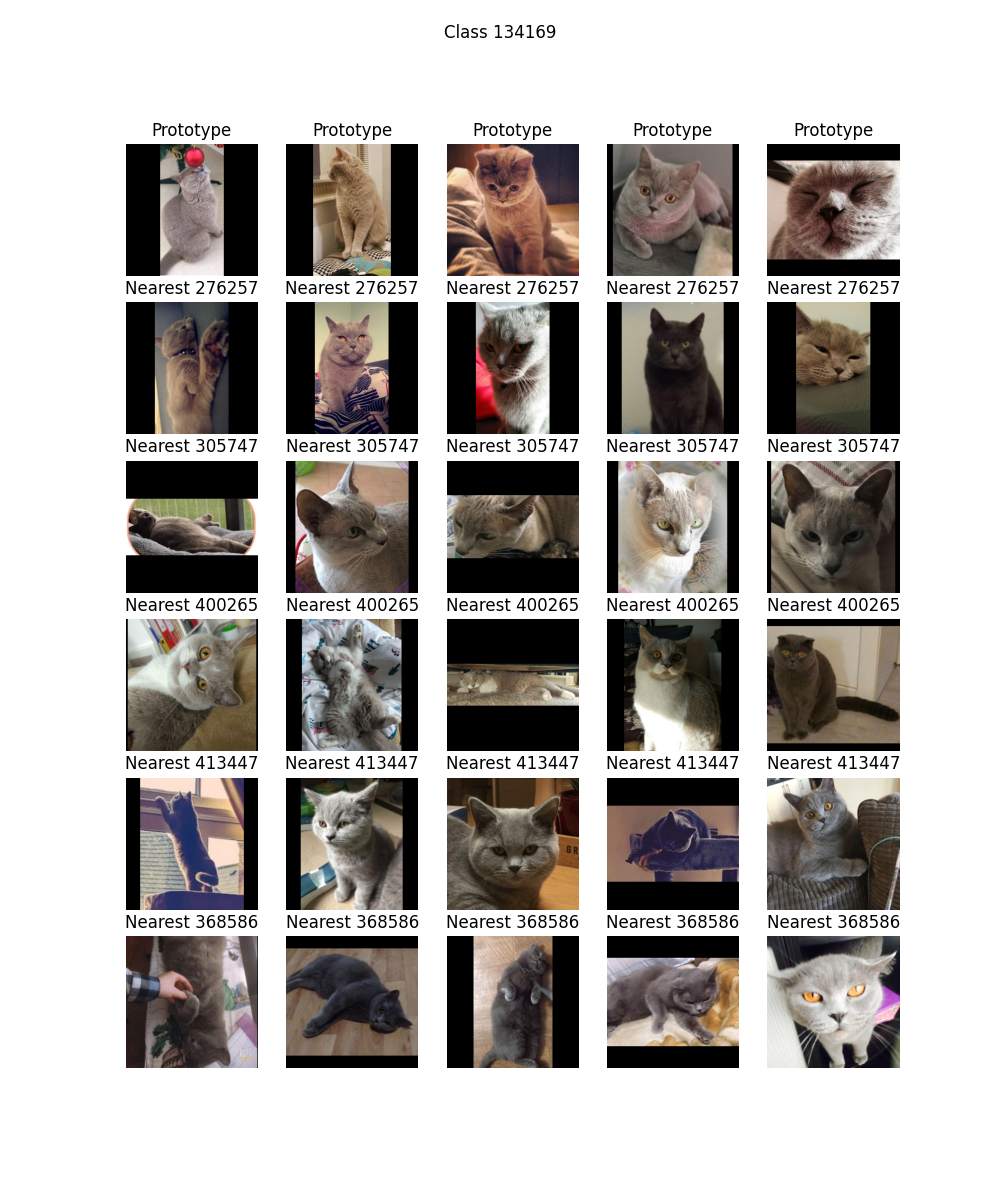 Class 134169
Prototype Prototype Prototype Prototype Prototype
Nearest 276257 Nearest 276257 Nearest 276257 Nearest 276257 Nearest 276257
Nearest 305747 Nearest 305747 Nearest 305747 Nearest 305747 Nearest 305747
Nearest 400265 Nearest 400265 Nearest 400265 Nearest 400265 Nearest 400265
Nearest 413447 Nearest 413447 Nearest 413447 Nearest 413447 Nearest 413447
GR
Nearest 368586 Nearest 368586 Nearest 368586 Nearest 368586 Nearest 368586